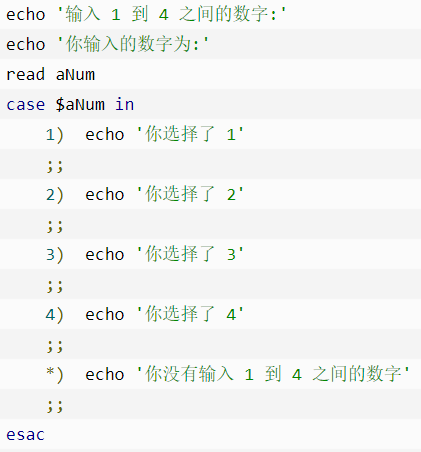 echo '输入 1 到 4 之间的数字:'
echo '你输入的数字为:'
read aNum
case $aNum in
    1)  echo '你选择了 1'
    ;;
    2)  echo '你选择了 2'
    ;;
    3)  echo '你选择了 3'
    ;;
    4)  echo '你选择了 4'
    ;;
    *)  echo '你没有输入 1 到 4 之间的数字'
    ;;
esac